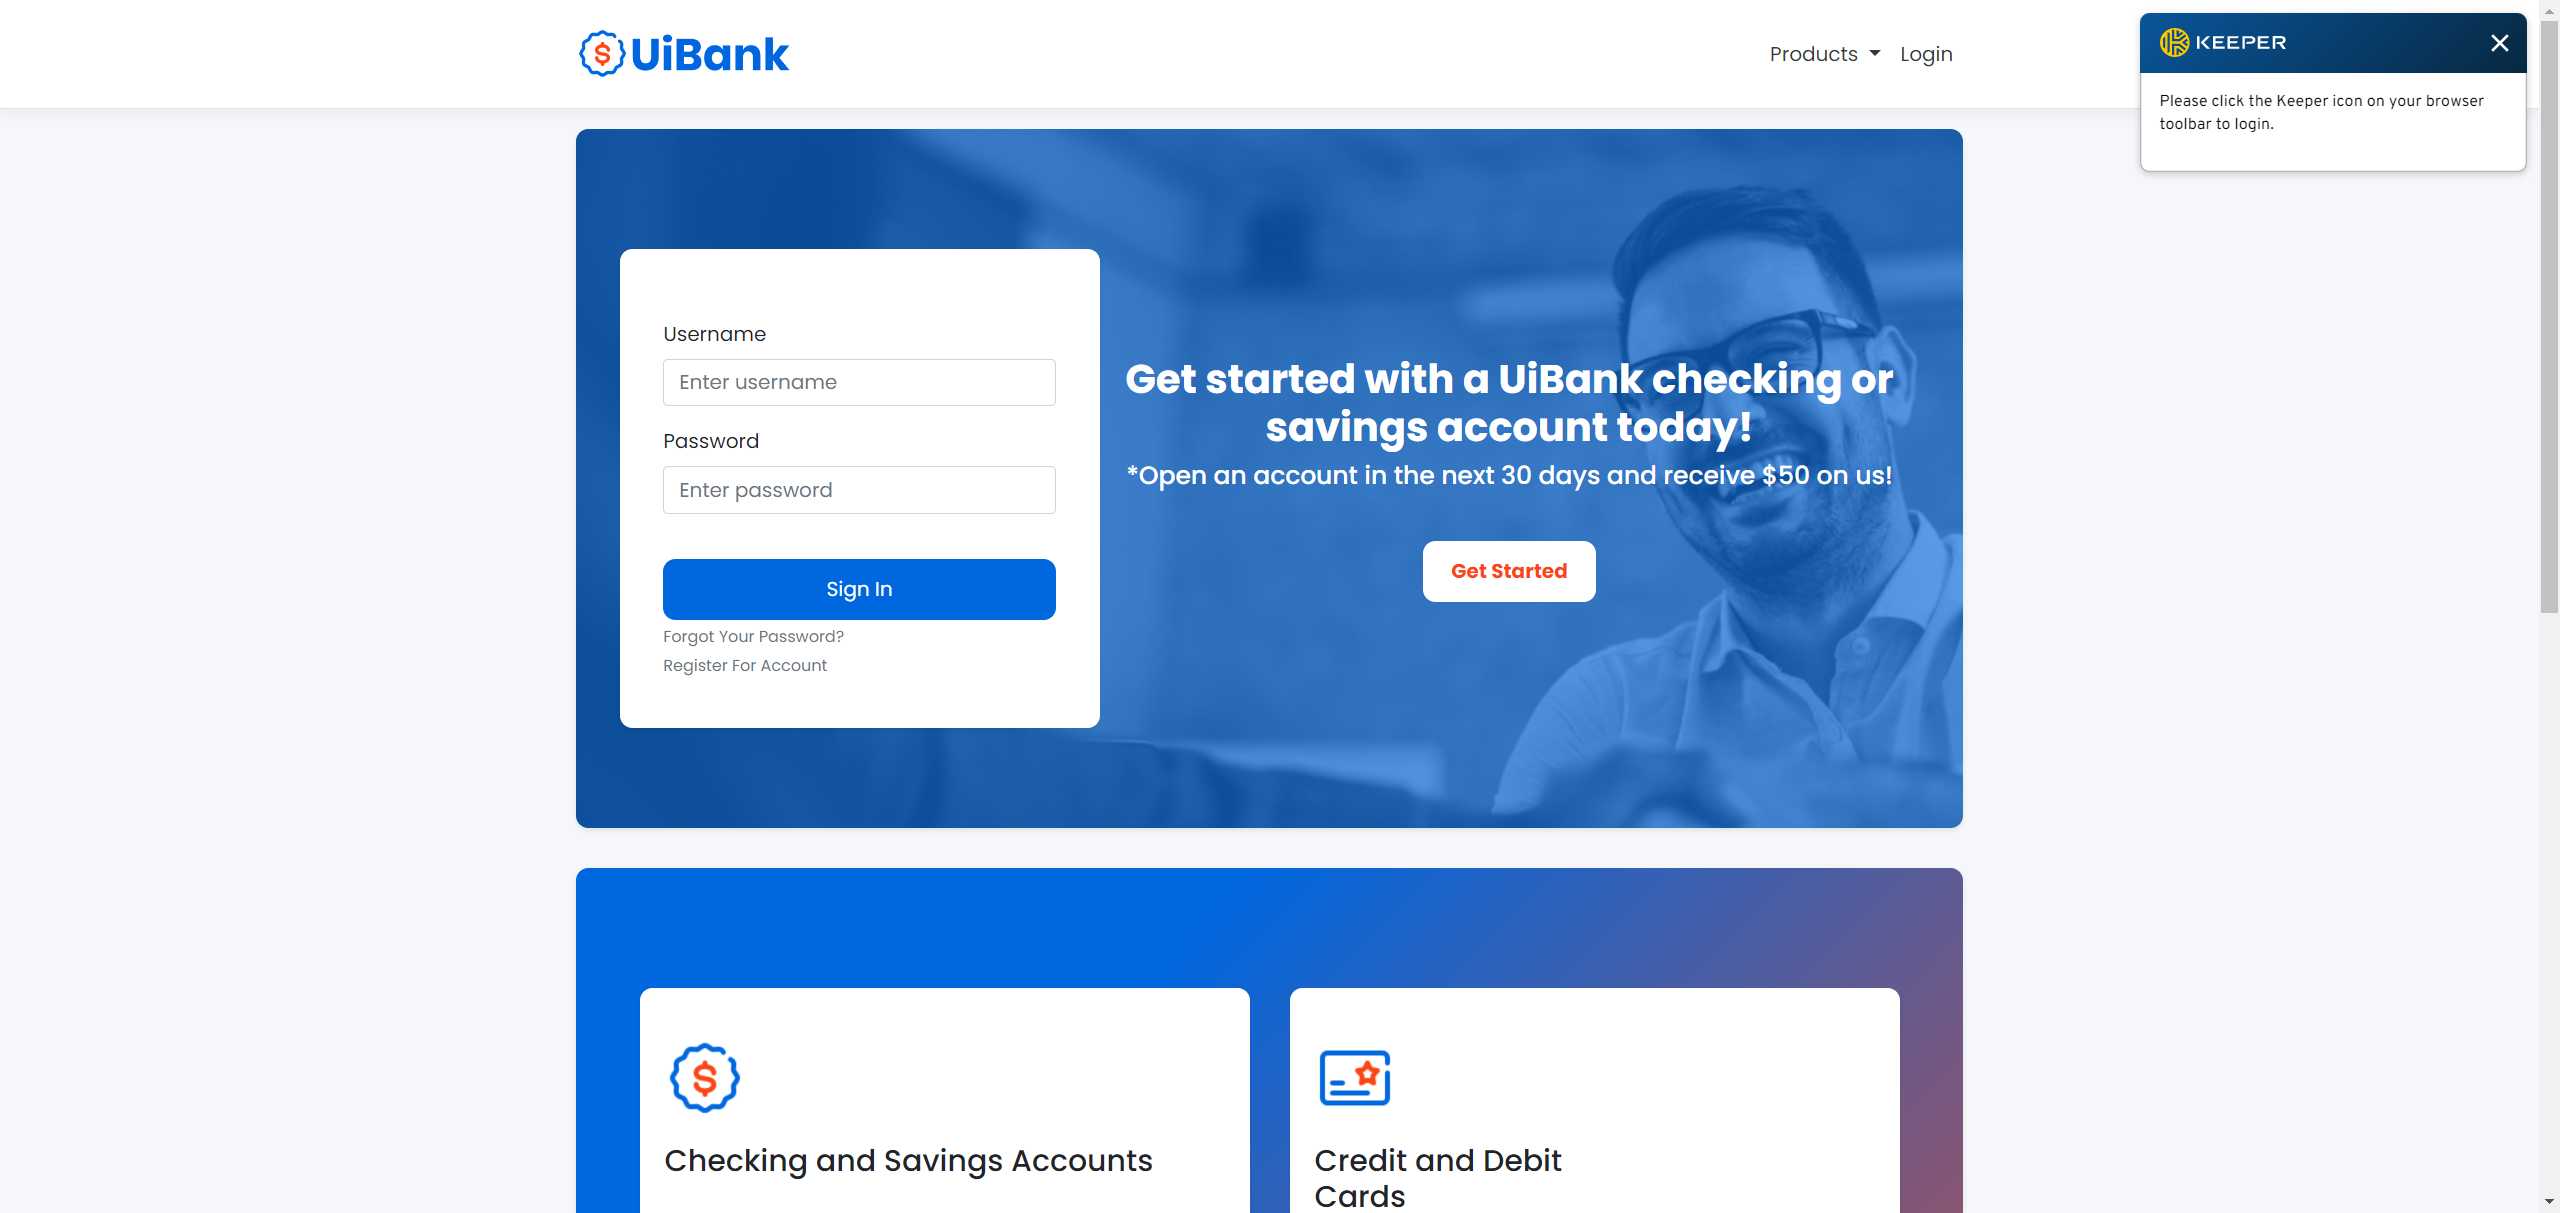 UiBank
Products
Login
KEEPER
Please click the Keeper icon on your browser
toolbar to login.
Username
Enter username
Password
Enter password
Sign In
Forgot Your Password?
Register For Account
Get started with a UiBank checking or
savings account today!
*Open an account in the next 30 days and receive $50 on us!
Get Started
Checking and Savings Accounts
Credit and Debit
Cards